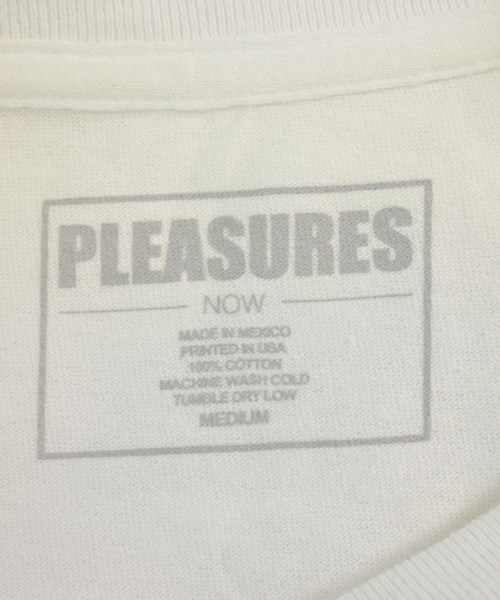 PLEASURES
NOW
MADE IN MEXICO
PRINTED IN USA
100% COTTON
MACHINE WASH COLD
TUMBLE DRY LOW
MEDIUM